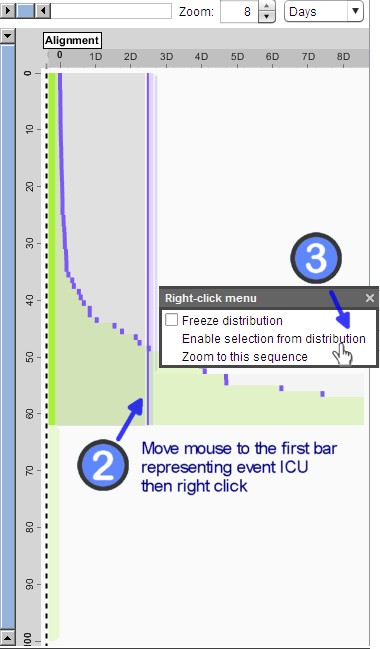 Zoom: 8 Days
Alignment
0 1D 2D 3D 4D 5D 6D 7D 8D
0
10
20
30
40
50
60
70
80
90
100
3
Right-click menu ×
Freeze distribution
Enable selection from distribution
Zoom to this sequence
2
Move mouse to the first bar
representing event ICU
then right click